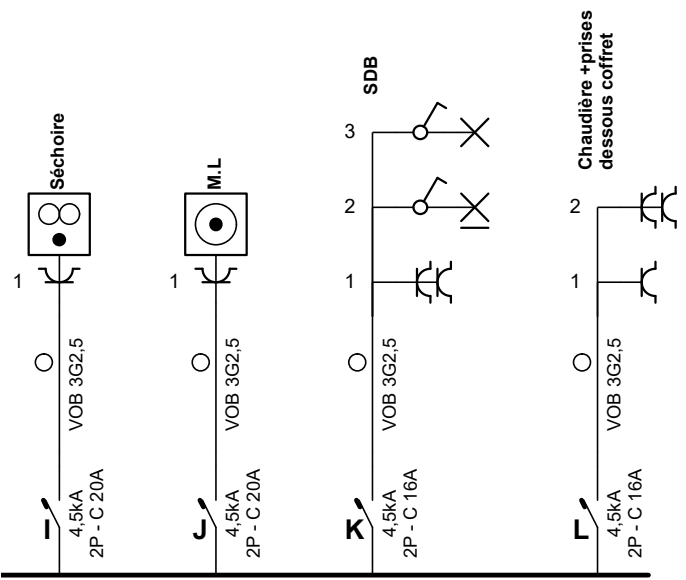 Séchoire
1
VOB 3G2,5
I
4,5kA
2P - C 20A
M.L
1
VOB 3G2,5
J
4,5kA
2P - C 20A
SDB
3
2
1
VOB 3G2,5
K
4,5kA
2P - C 16A
Chaudière +prises
dessous coffret
2
1
VOB 3G2,5
L
4,5kA
2P - C 16A